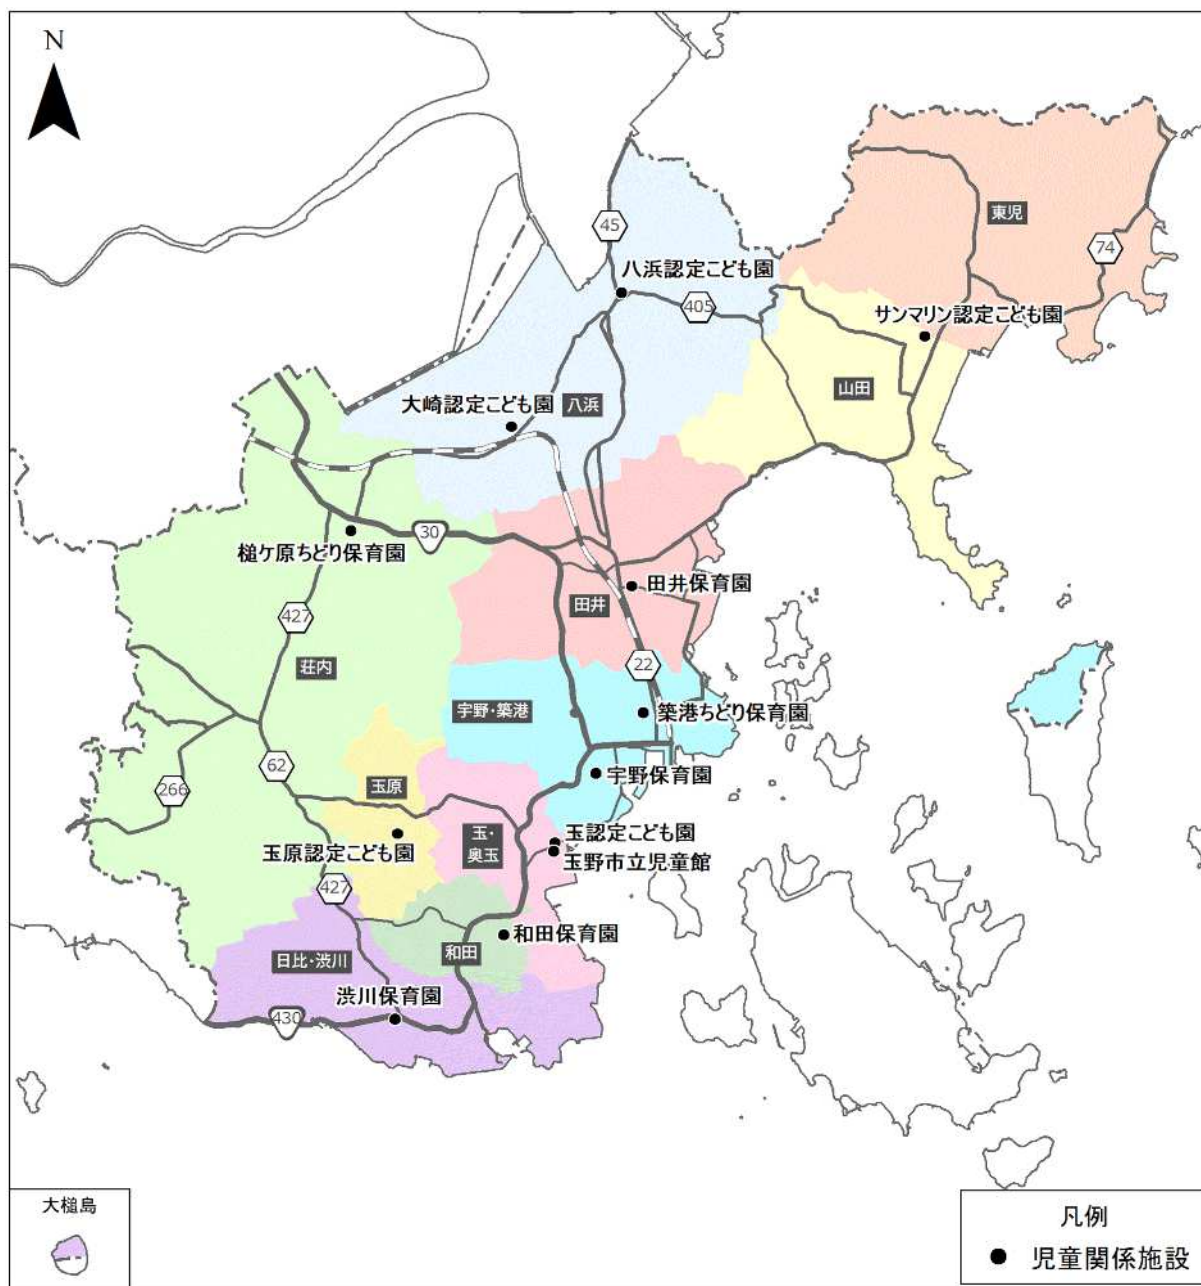 N
45
東児
74
八浜認定こども園
405
サンマリン認定こども園
山田
大崎認定こども園
八浜
30
槌ケ原ちどり保育園
田井保育園
田井
427
22
荘内
宇野・築港
築港ちどり保育園
62
宇野保育園
266
玉原
玉・
奥玉
玉認定こども園
玉原認定こども園
玉野市立児童館
427
和田保育園
和田
日比・渋川
渋川保育園
430
大槌島
凡例
児童関係施設